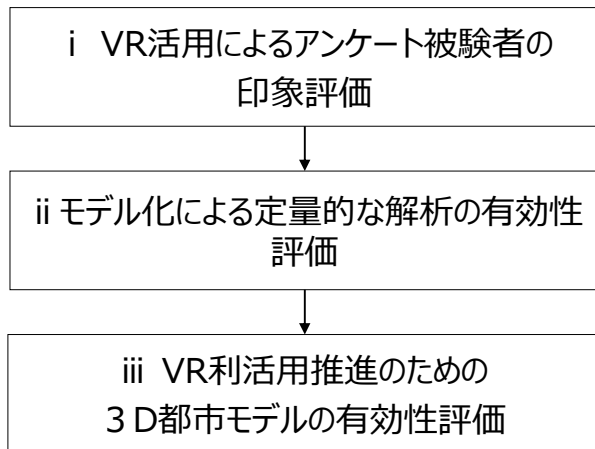 ⅰ VR活用によるアンケート被験者の
印象評価
ⅱ モデル化による定量的な解析の有効性
評価
ⅲ VR利活用推進のための
３D都市モデルの有効性評価